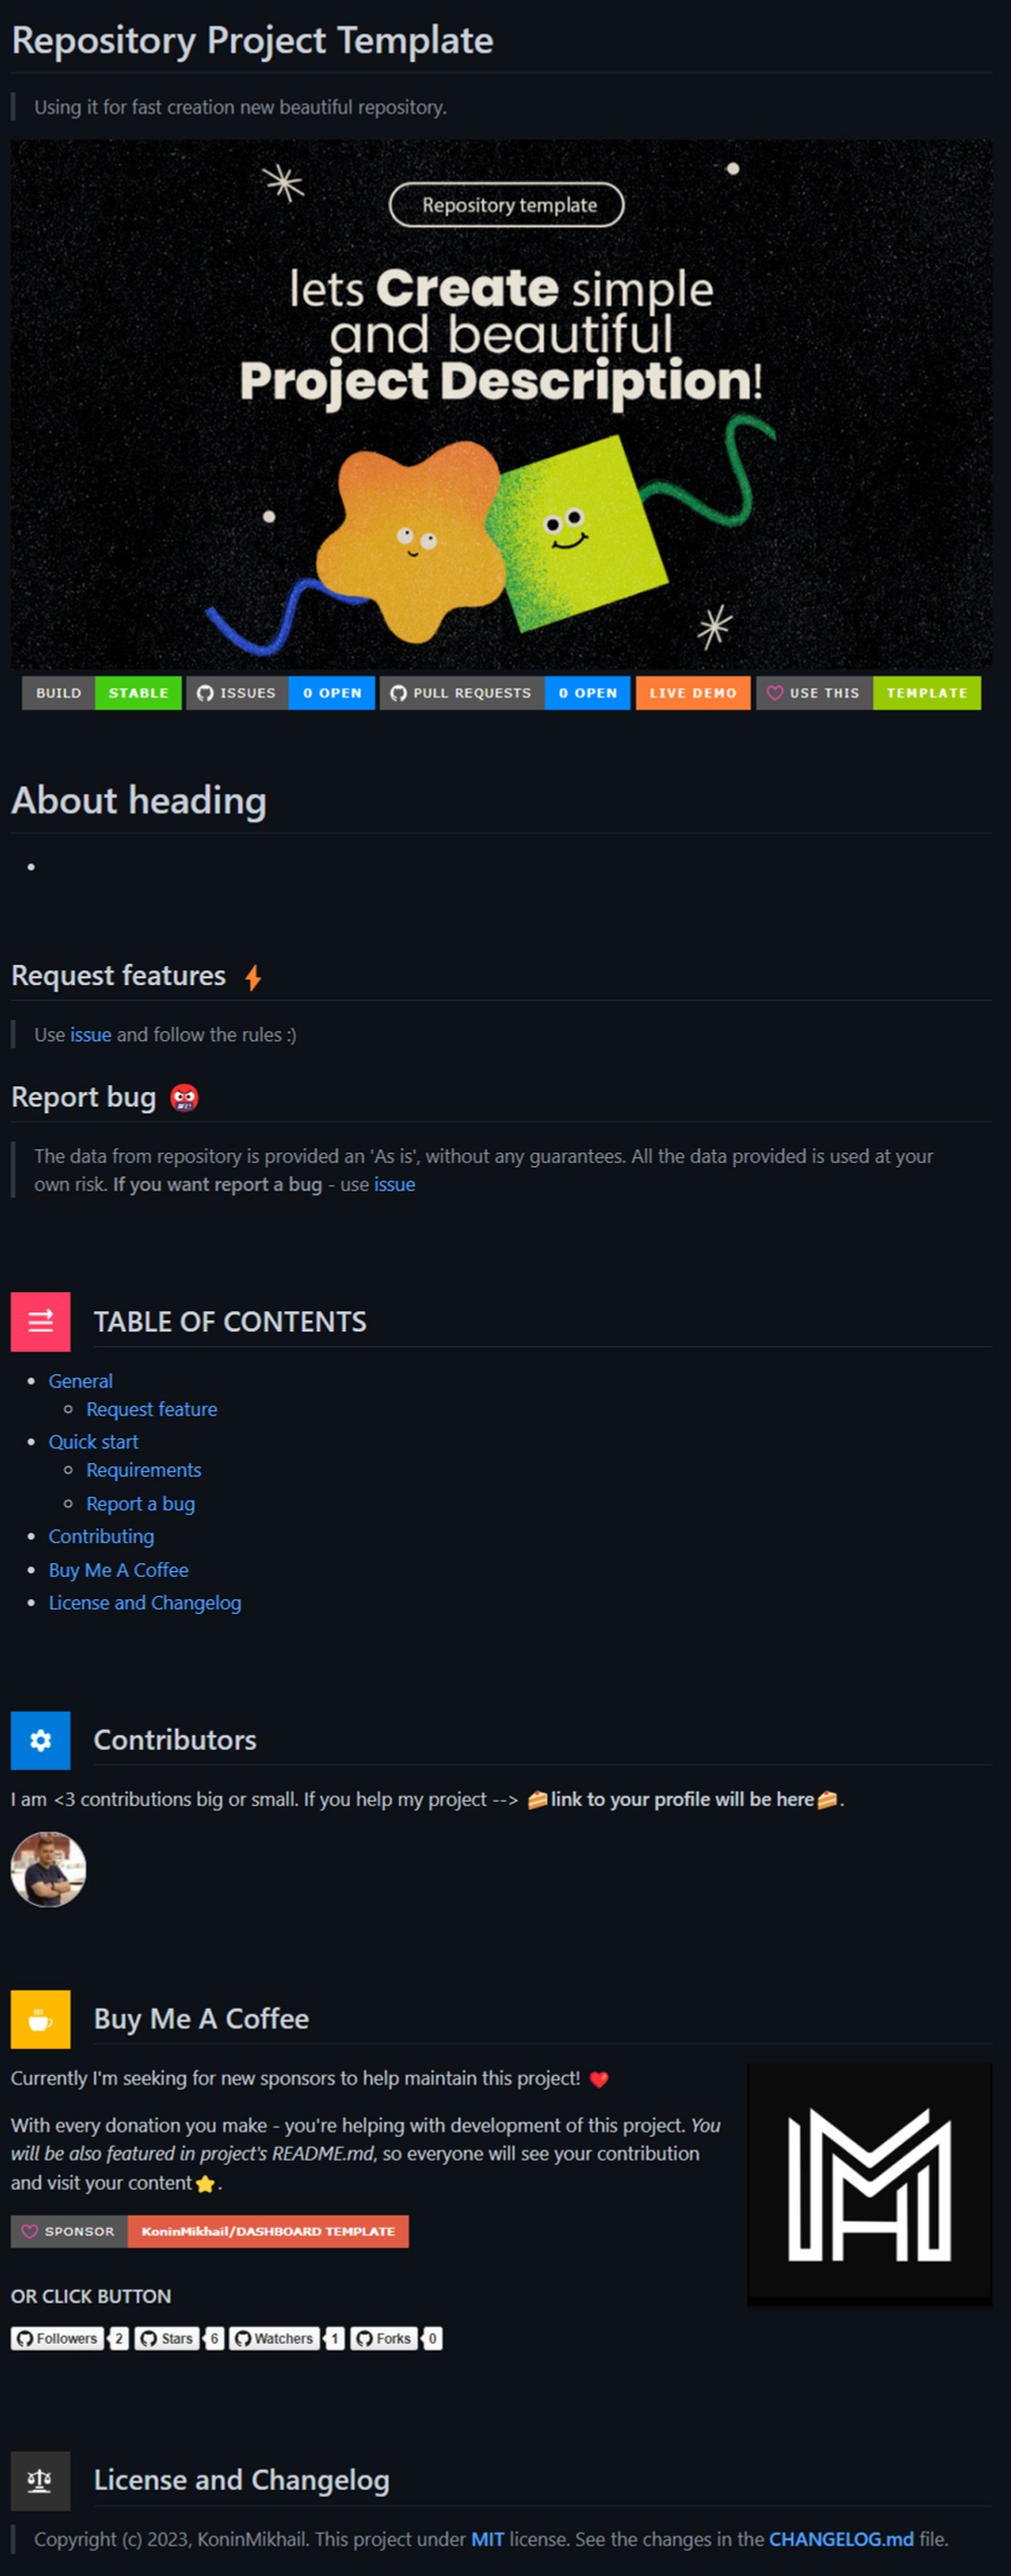 Repository Project Template
Using it for fast creation new beautiful repository.
Repository template
lets Create simple
and beautiful
Project Description!
BUILD STABLE ISSUES 0 OPEN PULL REQUESTS 0 OPEN LIVE DEMO USE THIS TEMPLATE
About heading
Request features
Use issue and follow the rules :)
Report bug
The data from repository is provided an 'As is', without any guarantees. All the data provided is used at your
own risk. If you want report a bug - use issue
TABLE OF CONTENTS
General
Request feature
Quick start
Requirements
Report a bug
Contributing
Buy Me A Coffee
License and Changelog
Contributors
I am <3 contributions big or small. If you help my project --> 🍰link to your profile will be here🍰.
Buy Me A Coffee
Currently I'm seeking for new sponsors to help maintain this project! ❤️
With every donation you make - you're helping with development of this project. You
will be also featured in project's README.md, so everyone will see your contribution
and visit your content⭐.
SPONSOR KoninMikhail/DASHBOARD TEMPLATE
OR CLICK BUTTON
Followers 2 Stars 6 Watchers 1 Forks 0
License and Changelog
Copyright (c) 2023, KoninMikhail. This project under MIT license. See the changes in the CHANGELOG.md file.